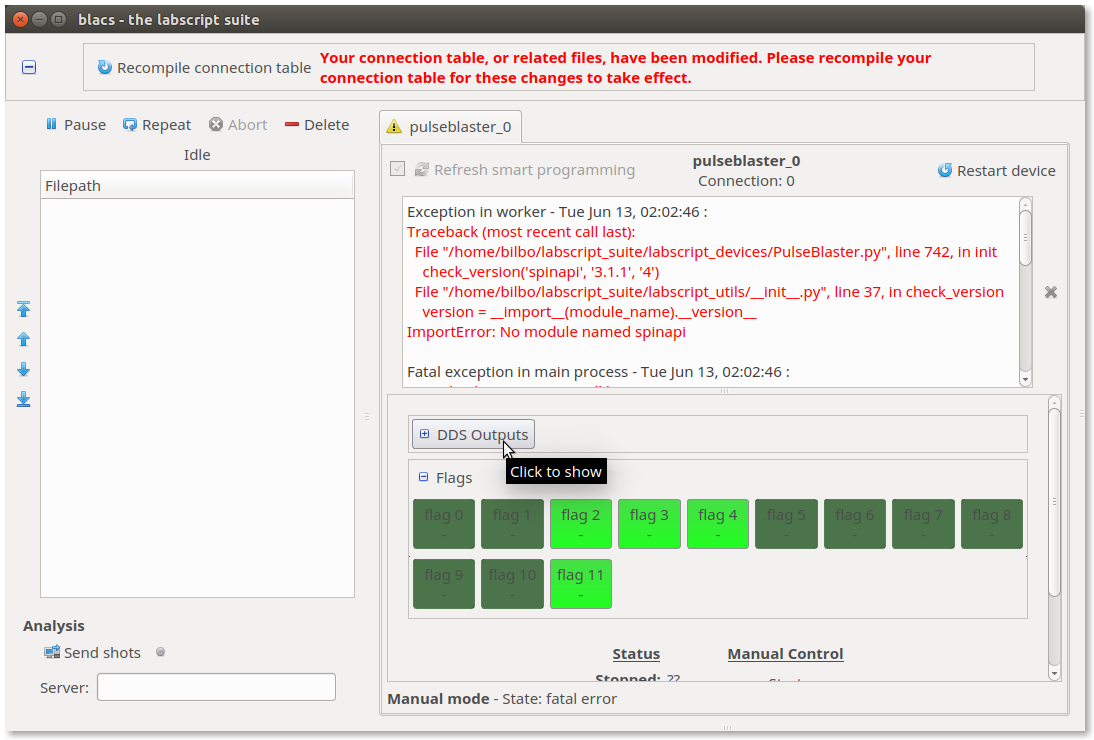 blacs - the labscript suite
Recompile connection table
Your connection table, or related files, have been modified. Please recompile your
connection table for these changes to take effect.
Pause Repeat Abort Delete
Idle
Filepath
Analysis
Send shots
Server:
pulseblaster_0
Refresh smart programming
pulseblaster_0
Connection: 0
Restart device
Exception in worker - Tue Jun 13, 02:02:46 :
Traceback (most recent call last):
File "/home/bilbo/labscript_suite/labscript_devices/PulseBlaster.py", line 742, in init
check_version('spinapi', '3.1.1', '4')
File "/home/bilbo/labscript_suite/labscript_utils/__init__.py", line 37, in check_version
version = __import__(module_name).__version__
ImportError: No module named spinapi
Fatal exception in main process - Tue Jun 13, 02:02:46 :
DDS Outputs
Click to show
Flags
flag 0 flag 1 flag 2 flag 3 flag 4 flag 5 flag 6 flag 7 flag 8
- - - - - - - - -
flag 9 flag 10 flag 11
- - -
Status Manual Control
Stopped: ??
Manual mode - State: fatal error